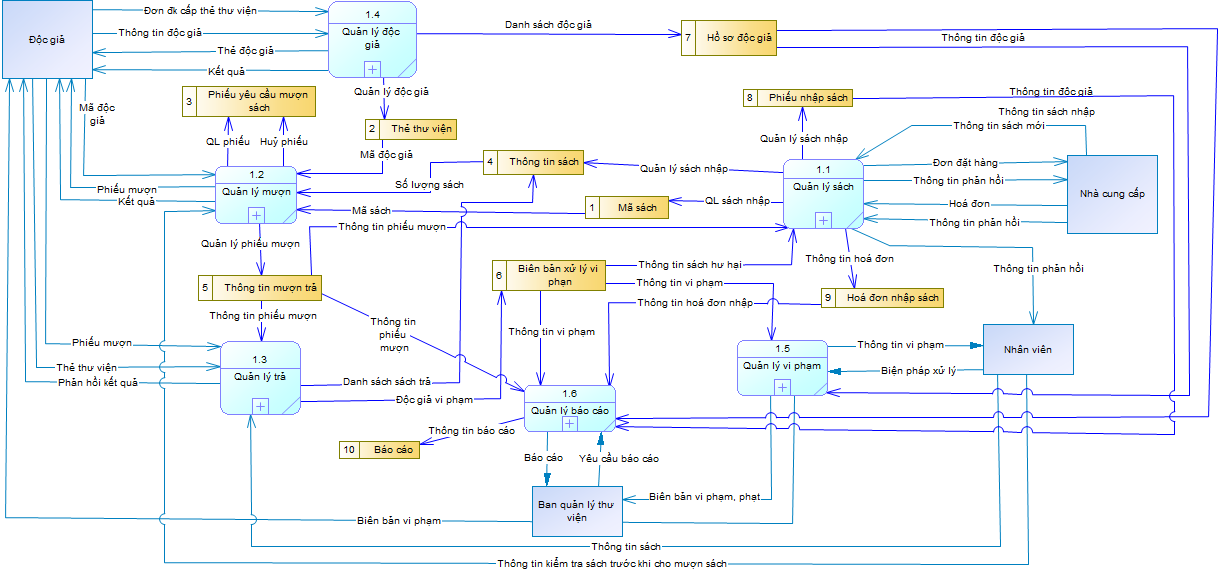 Độc giả
Đơn đk cấp thẻ thư viện
Thông tin độc giả
Thẻ độc giả
Kết quả
1.4
Quản lý độc
giả
Danh sách độc giả
7
Hồ sơ độc giả
Thông tin độc giả
Mã độc
giả
3
Phiếu yêu cầu mượn
sách
Quản lý độc giả
2
Thẻ thư viện
8
Phiếu nhập sách
Thông tin độc giả
Thông tin sách nhập
Thông tin sách mới
QL phiếu
Huỷ phiếu
Mã độc giả
4
Thông tin sách
Quản lý sách nhập
Quản lý sách nhập
1.1
Quản lý sách
Đơn đặt hàng
Thông tin phản hồi
Hoá đơn
Thông tin phản hồi
Nhà cung cấp
1.2
Quản lý mượn
Phiếu mượn
Kết quả
Số lượng sách
Mã sách
1
Mã sách
QL sách nhập
Thông tin phiếu mượn
Quản lý phiếu mượn
5
Thông tin mượn trả
6
Biên bản xử lý vi
phạn
Thông tin sách hư hại
Thông tin vi phạm
Thông tin hoá đơn
Thông tin phản hồi
Thông tin hoá đơn nhập
9
Hoá đơn nhập sách
Thông tin phiếu mượn
Thông tin
phiếu
mượn
Thông tin vi phạm
Phiếu mượn
Thẻ thư viện
Phản hồi kết quả
1.3
Quản lý trả
Danh sách sách trả
Độc giả vi phạm
1.5
Quản lý vi phạm
Thông tin vi phạm
Biện pháp xử lý
Nhân viên
1.6
Quản lý báo cáo
Thông tin báo cáo
10
Báo cáo
Báo cáo
Yêu cầu báo cáo
Ban quản lý thư
viện
Biên bản vi phạm, phạt
Biên bản vi phạm
Thông tin sách
Thông tin kiểm tra sách trước khi cho mượn sách